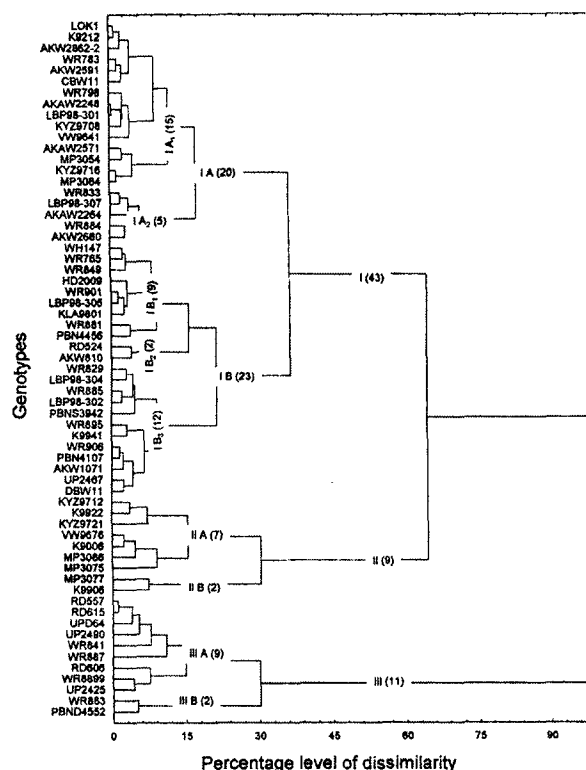 LOK1
K9212
AKW2862-2
WR783
AKW2591
CBW11
WR798
AKAW2248
LBP98-301
KYZ9708
VW9641
AKAW2571
MP3054
KYZ9716
MP3064
WR833
LBP98-307
AKAW2264
WR884
AKW2680
WH147
WR765
WR849
HD2009
WR901
LBP98-306
KLA9801
WR881
PBN4456
RD524
AKW810
WR829
LBP98-304
WR885
LBP98-302
PBNS3942
WR895
K9941
WR906
PBN4107
AKW1071
UP2467
DBW11
KYZ9712
K9922
KYZ9721
VW9676
K9006
MP3066
MP3075
MP3077
K9906
RD557
RD615
UPD64
UP2490
WR841
WR887
RD606
WR8899
UP2425
WR883
PBND4552
Genotypes
I A₁ (15)
I A₂ (5)
I A (20)
I B₁ (9)
I B₂ (2)
I B₃ (12)
I B (23)
I (43)
II A (7)
II B (2)
II (9)
III A (9)
III B (2)
III (11)
0 15 30 45 60 75 90
Percentage level of dissimilarity